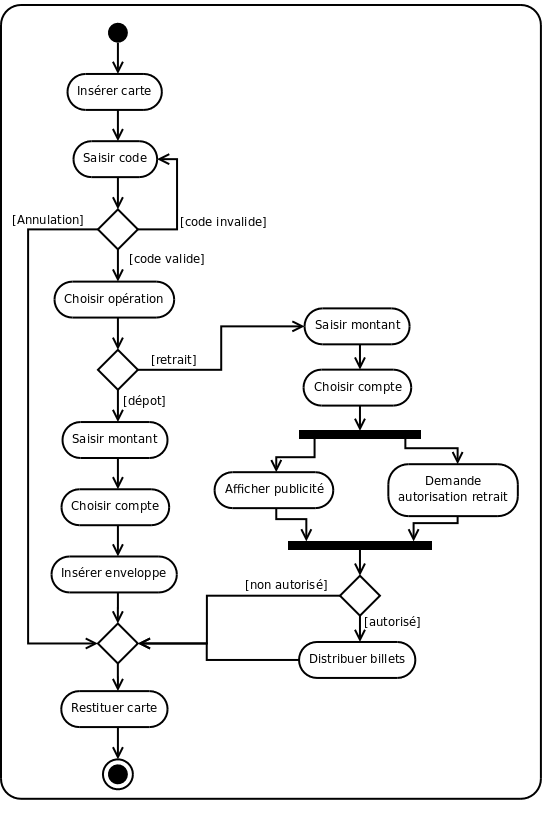 Insérer carte
Saisir code
[Annulation]
[code invalide]
[code valide]
Choisir opération
Saisir montant
[retrait]
Choisir compte
[dépot]
Saisir montant
Afficher publicité
Demande
autorisation retrait
Choisir compte
Insérer enveloppe
[non autorisé]
[autorisé]
Distribuer billets
Restituer carte